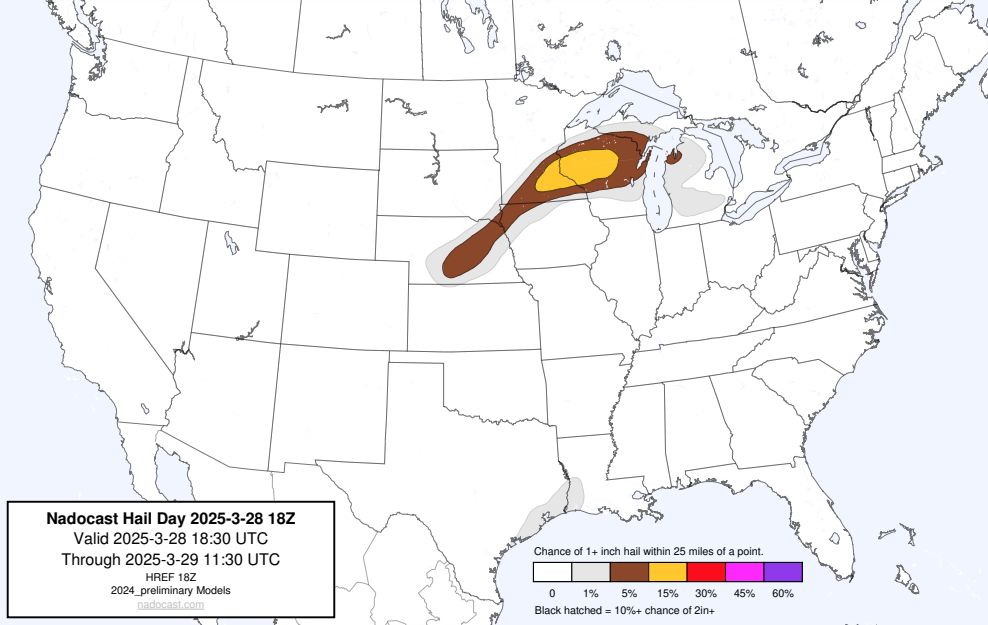 Nadocast Hail Day 2025-3-28 18Z
Valid 2025-3-28 18:30 UTC
Through 2025-3-29 11:30 UTC
HREF 18Z
2024_preliminary Models
nadocast.com
Chance of 1+ inch hail within 25 miles of a point.
0 1% 5% 15% 30% 45% 60%
Black hatched = 10%+ chance of 2in+